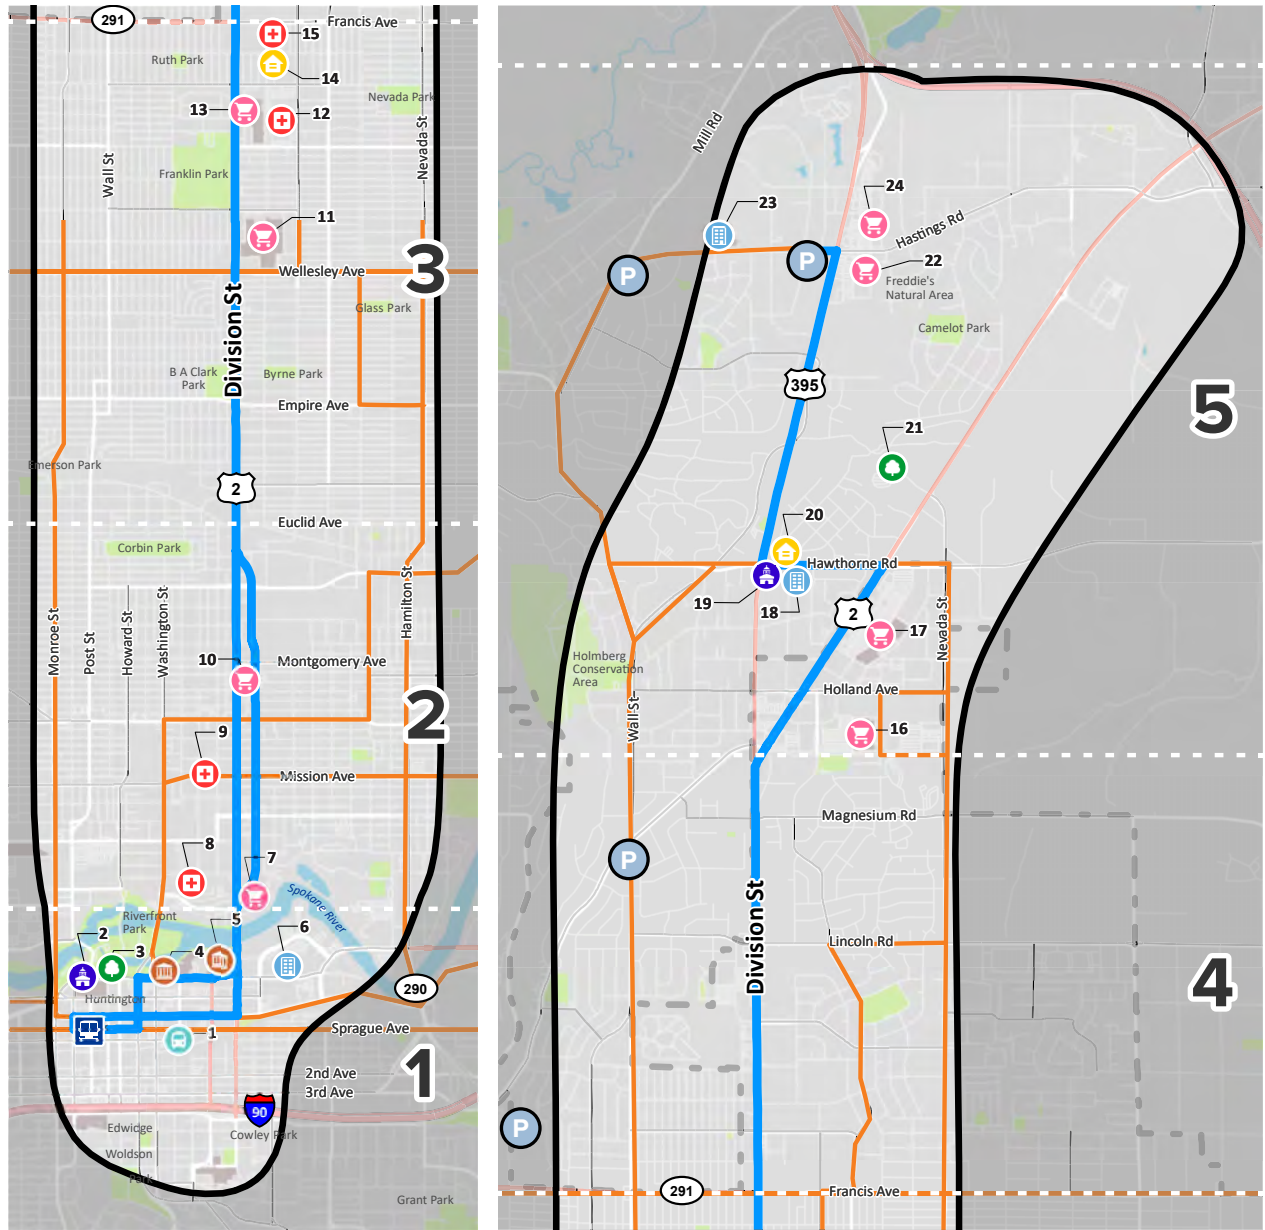 291
Francis Ave
15
Ruth Park
14
Nevada Park
13
12
Wall St
Nevada St
Franklin Park
11
3
Wellesley Ave
Division St
Glass Park
B A Clark
Park
Byrne Park
Empire Ave
Emerson Park
2
Euclid Ave
Corbin Park
Monroe St
Post St
Howard St
Washington St
Hamilton St
10
Montgomery Ave
2
9
Mission Ave
8
7
Spokane River
Riverfront
Park
5
6
2
3
4
Huntington
290
Sprague Ave
1
1
2nd Ave
3rd Ave
90
Edwidge
Woldson
Park
Cowley Park
Grant Park
Mill Rd
24
23
Hastings Rd
P
P
22
Freddie's
Natural Area
Camelot Park
395
5
21
20
Hawthorne Rd
19
18
2
17
Nevada St
Holmberg
Conservation
Area
Holland Ave
Wall St
16
Magnesium Rd
P
Division St
Lincoln Rd
4
P
291
Francis Ave